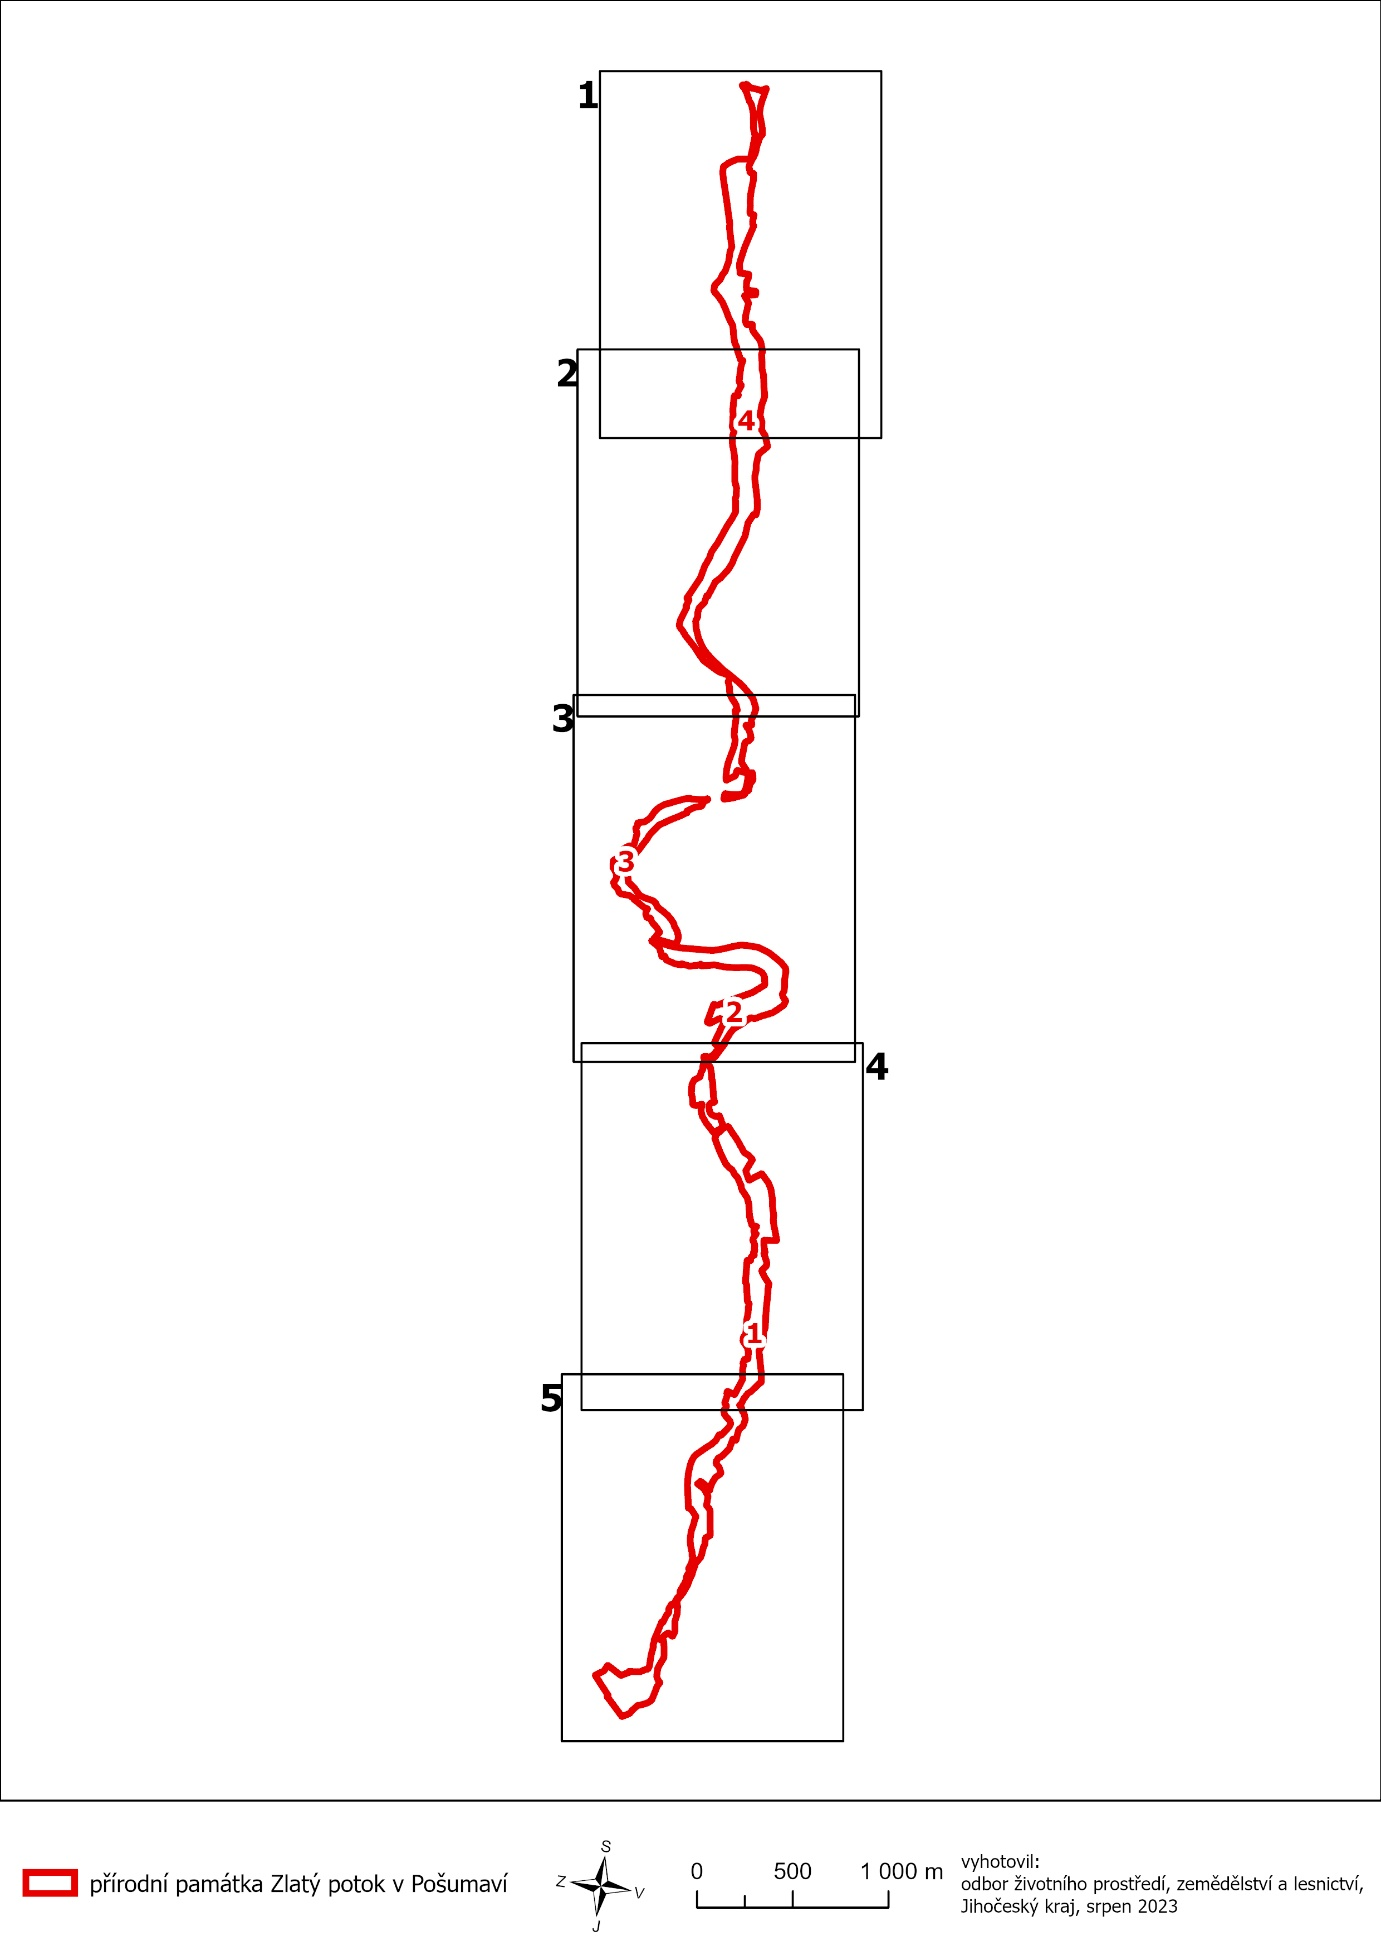 1
2
4
3
3
2
4
1
5
přírodní památka Zlatý potok v Pošumaví
S
Z
V
J
0 500 1 000 m
vyhotovil:
odbor životního prostředí, zemědělství a lesnictví,
Jihočeský kraj, srpen 2023